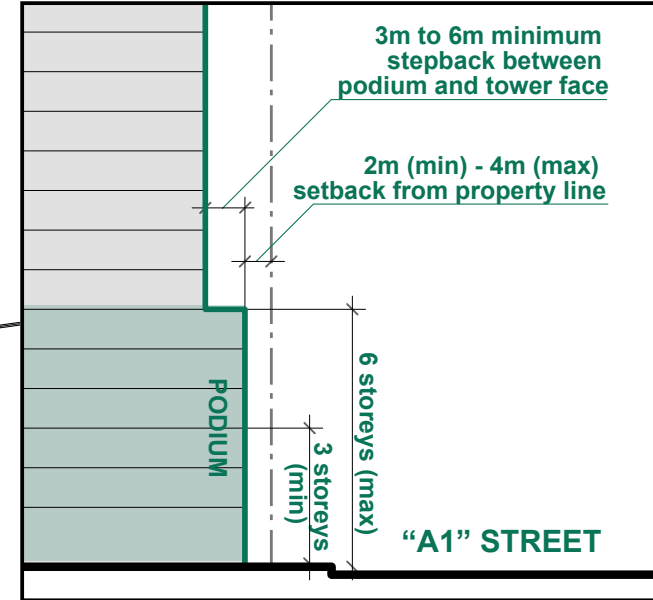 3m to 6m minimum
stepback between
podium and tower face
2m (min) - 4m (max)
setback from property line
PODIUM
3 storeys
(min)
6 storeys (max)
“A1” STREET